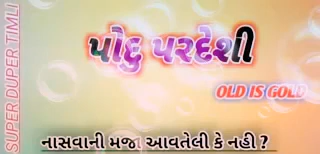 SUPER DUPER TIMLI
પોદુ પરદેશી
OLD IS GOLD
નાસવાની મજા આવતેલી કે નહી ?